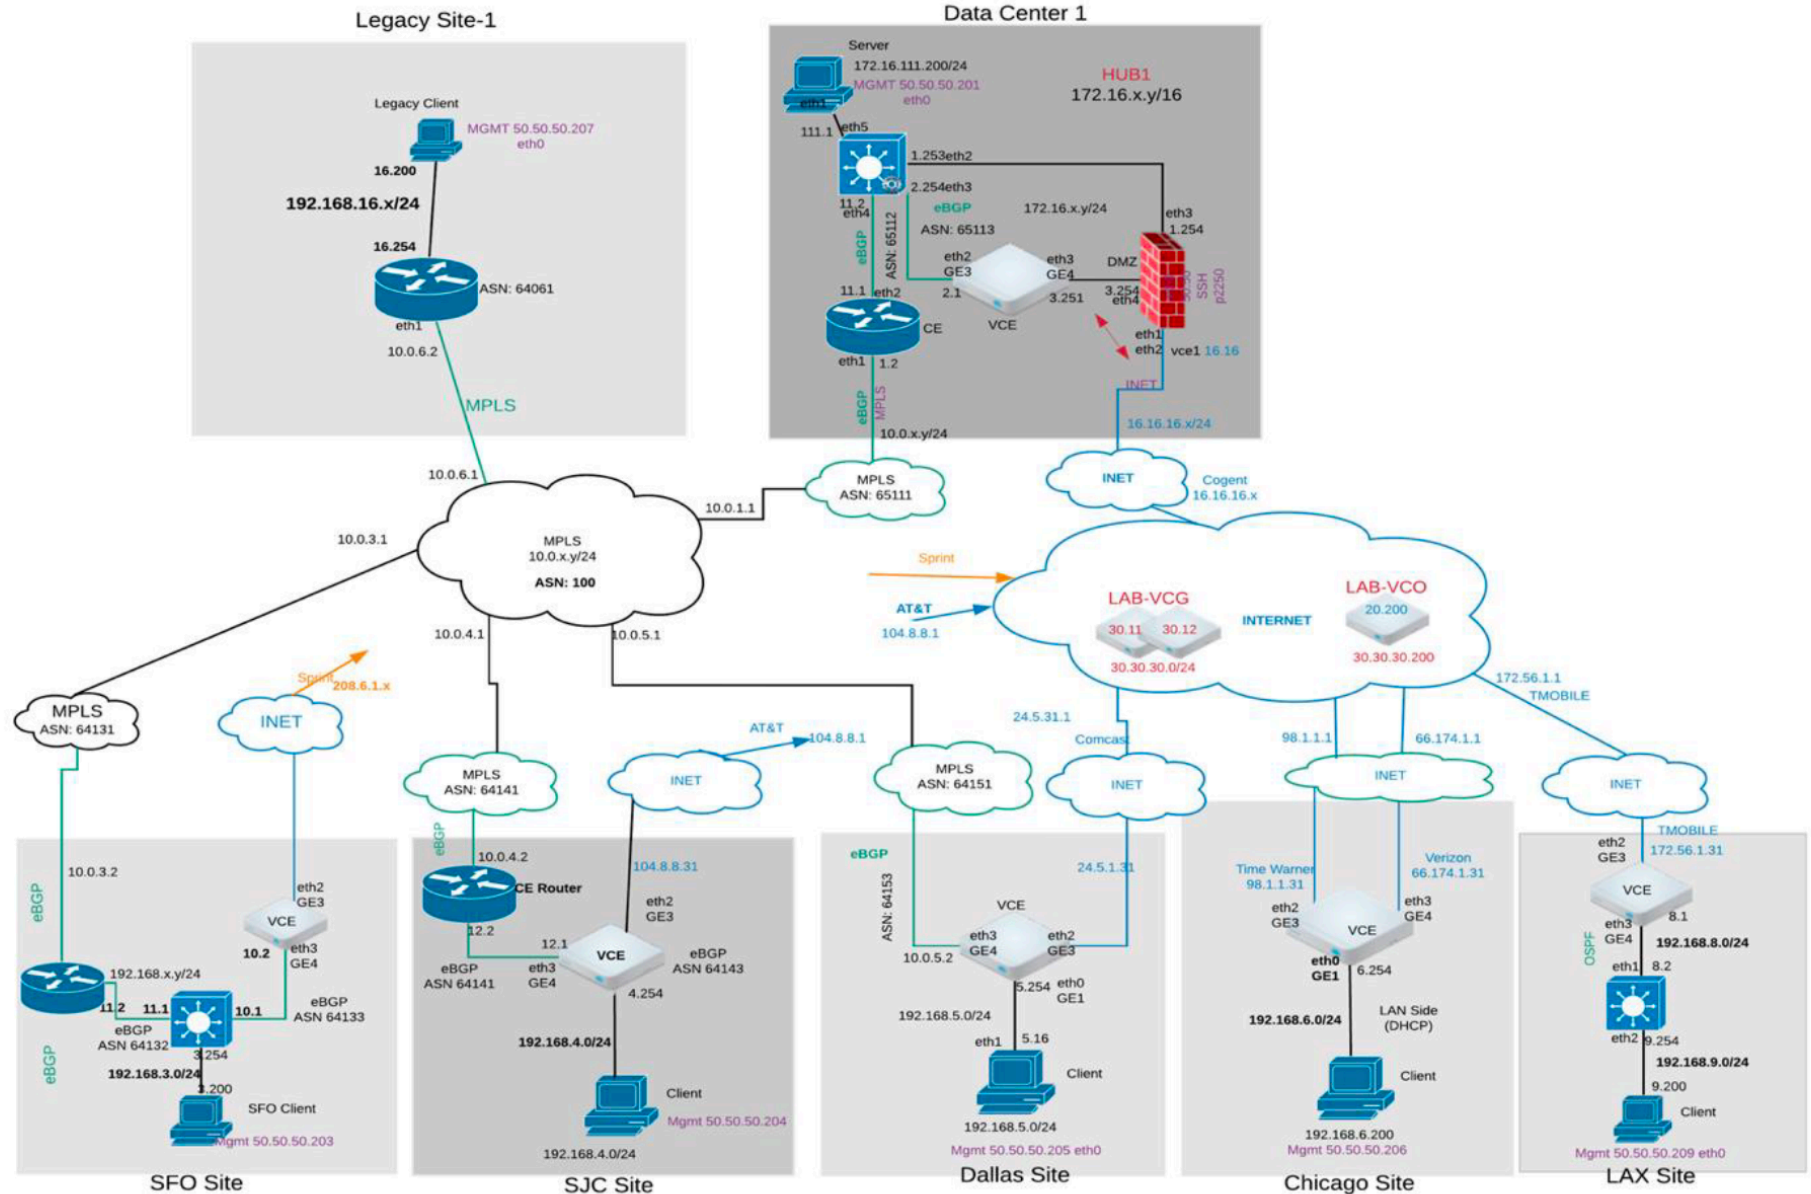 Legacy Site-1
Legacy Client
MGMT 50.50.50.207
eth0
16.200
192.168.16.x/24
16.254
ASN: 64061
eth1
10.0.6.2
MPLS
Data Center 1
Server
172.16.111.200/24
MGMT 50.50.50.201
eth0
eth1
HUB1
172.16.x.y/16
111.1
eth5
1.253eth2
2.254eth3
11.2
eth4
eBGP
ASN: 65112
eBGP
ASN: 65113
172.16.x.y/24
eth3
1.254
eth2
GE3
2.1
eth3
GE4
3.251
VCE
DMZ
3.254
eth4
SSH
p2250
11.1
eth2
CE
eth1
1.2
eth1
eth2
vce1 16.16
INET
eBGP
MPLS
16.16.16.x/24
10.0.x.y/24
MPLS
ASN: 65111
INET
Cogent
16.16.16.x
10.0.6.1
10.0.1.1
10.0.3.1
MPLS
10.0.x.y/24
ASN: 100
10.0.4.1
10.0.5.1
Sprint
AT&T
104.8.8.1
LAB-VCG
30.11
30.12
30.30.30.0/24
INTERNET
LAB-VCO
20.200
30.30.30.200
172.56.1.1
TMOBILE
Sprint
208.6.1.x
MPLS
ASN: 64131
INET
MPLS
ASN: 64141
AT&T
104.8.8.1
INET
MPLS
ASN: 64151
24.5.31.1
Comcast
INET
98.1.1.1
66.174.1.1
INET
INET
eBGP
10.0.3.2
eth2
GE3
VCE
eth3
GE4
10.2
192.168.x.y/24
11.2
11.1
10.1
eBGP
ASN 64133
eBGP
ASN 64132
3.254
eBGP
192.168.3.0/24
3.200
SFO Client
Mgmt 50.50.50.203
SFO Site
eBGP
10.0.4.2
CE Router
104.8.8.31
eth2
GE3
12.2
12.1
VCE
eBGP
ASN 64143
eBGP
ASN 64141
eth3
GE4
4.254
192.168.4.0/24
Client
Mgmt 50.50.50.204
192.168.4.0/24
SJC Site
eBGP
ASN: 64153
24.5.1.31
VCE
eth3
GE4
eth2
GE3
10.0.5.2
5.254
eth0
GE1
192.168.5.0/24
eth1
5.16
Client
192.168.5.0/24
Mgmt 50.50.50.205 eth0
Dallas Site
Time Warner
98.1.1.31
Verizon
66.174.1.31
eth2
GE3
eth3
GE4
VCE
eth0
GE1
6.254
192.168.6.0/24
LAN Side
(DHCP)
Client
192.168.6.200
Mgmt 50.50.50.206
Chicago Site
TMOBILE
172.56.1.31
eth2
GE3
VCE
eth3
GE4
8.1
192.168.8.0/24
OSPF
eth1
8.2
eth2
9.254
192.168.9.0/24
9.200
Client
Mgmt 50.50.50.209 eth0
LAX Site